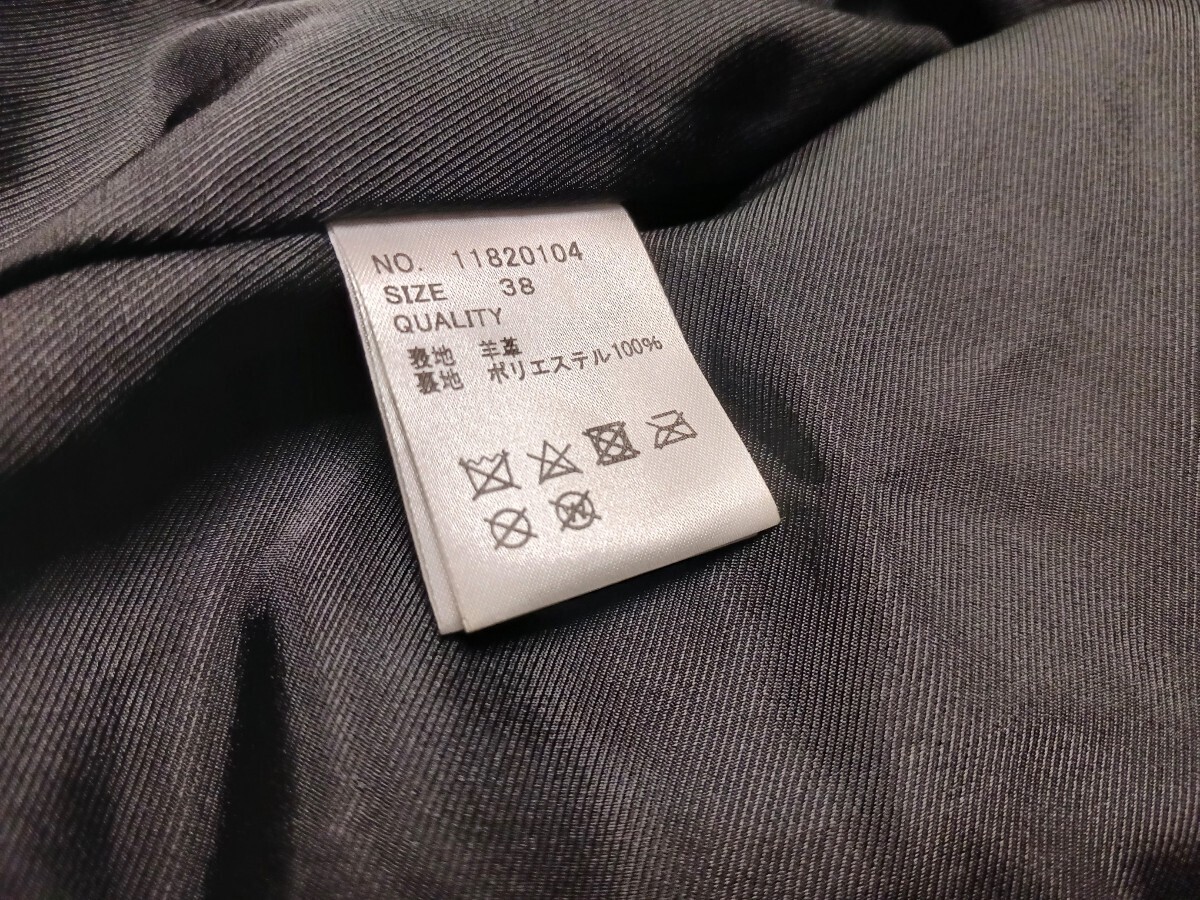 NO. 11820104
SIZE 38
QUALITY
表地 羊革
裏地 ポリエステル100%